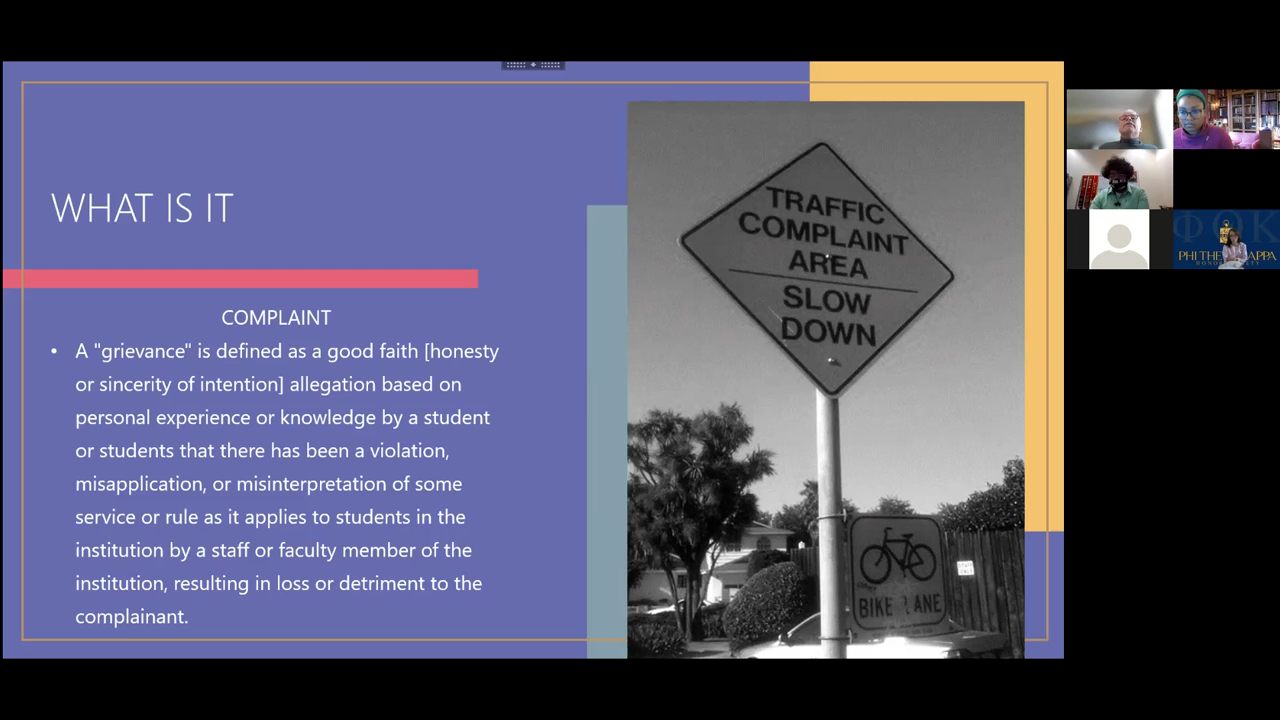 WHAT IS IT
COMPLAINT
• A "grievance" is defined as a good faith [honesty
or sincerity of intention] allegation based on
personal experience or knowledge by a student
or students that there has been a violation,
misapplication, or misinterpretation of some
service or rule as it applies to students in the
institution by a staff or faculty member of the
institution, resulting in loss or detriment to the
complainant.
TRAFFIC
COMPLAINT
AREA
SLOW
DOWN
BIKE LANE
ΦΘΚ
PHI THE APPA